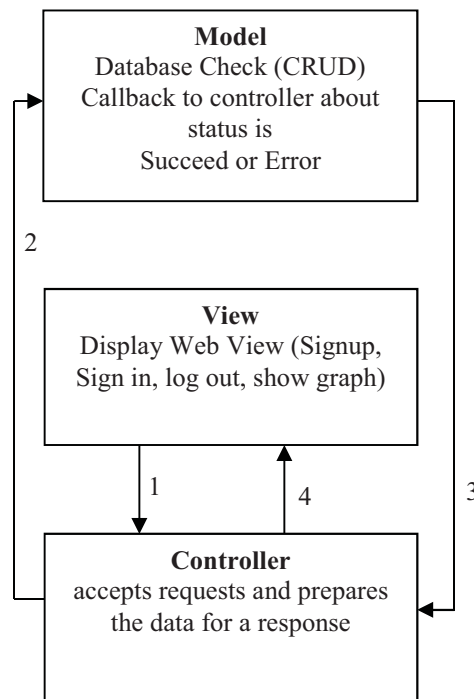 Model
Database Check (CRUD)
Callback to controller about
status is
Succeed or Error
2
View
Display Web View (Signup,
Sign in, log out, show graph)
1
4
3
Controller
accepts requests and prepares
the data for a response